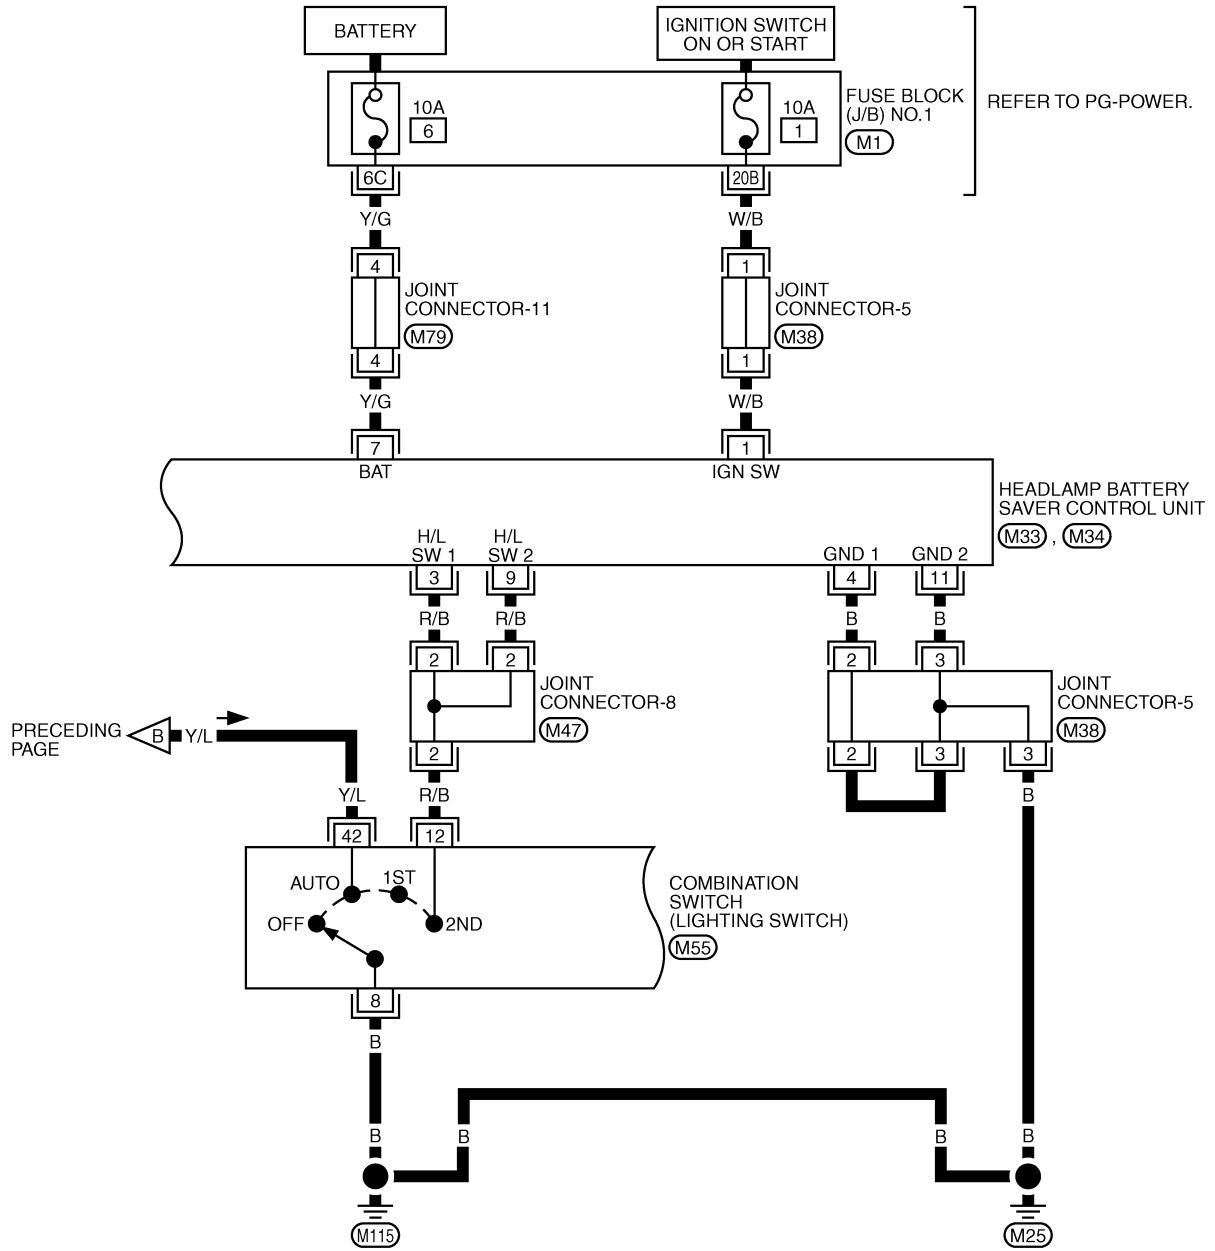 BATTERY
IGNITION SWITCH
ON OR START
10A
6
10A
1
FUSE BLOCK
(J/B) NO.1
M1
REFER TO PG-POWER.
6C
20B
Y/G
W/B
4
1
JOINT
CONNECTOR-11
M79
JOINT
CONNECTOR-5
M38
4
1
Y/G
W/B
7
1
BAT
IGN SW
HEADLAMP BATTERY
SAVER CONTROL UNIT
M33 , M34
H/L
SW 1
H/L
SW 2
GND 1
GND 2
3
9
4
11
R/B
R/B
B
B
2
2
2
3
JOINT
CONNECTOR-8
M47
JOINT
CONNECTOR-5
M38
PRECEDING
PAGE
B
Y/L
2
2
3
3
Y/L
R/B
B
42
12
AUTO
1ST
OFF
2ND
COMBINATION
SWITCH
(LIGHTING SWITCH)
M55
8
B
B
B
B
B
M115
M25